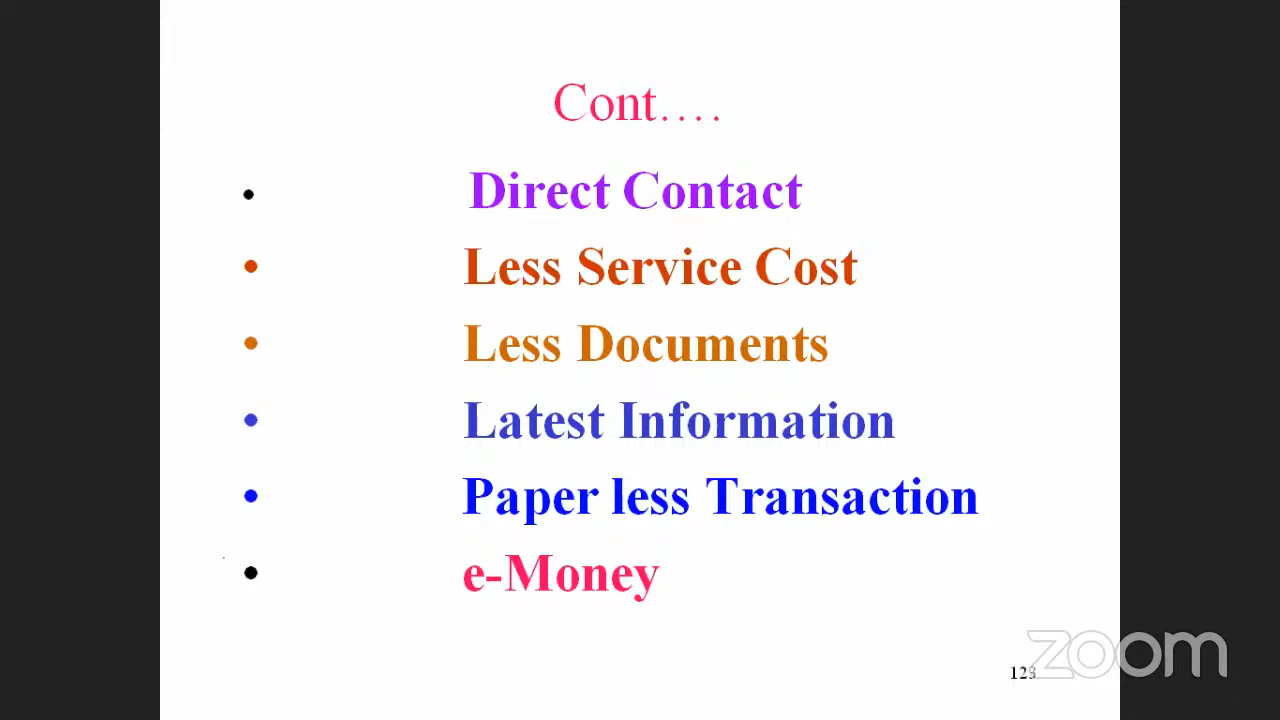 Cont....
• Direct Contact
• Less Service Cost
• Less Documents
• Latest Information
• Paper less Transaction
• e-Money
zoom